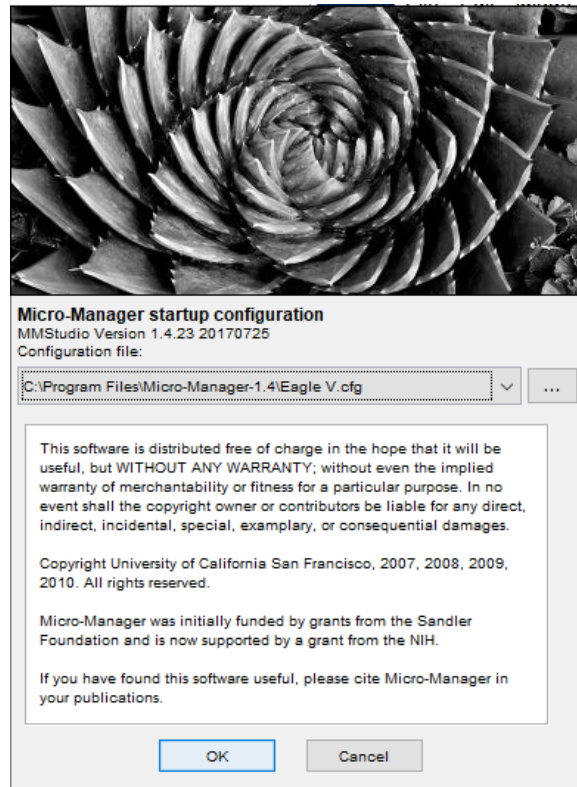 Micro-Manager startup configuration
MMStudio Version 1.4.23 20170725
Configuration file:
C:\Program Files\Micro-Manager-1.4\Eagle V.cfg
...
This software is distributed free of charge in the hope that it will be
useful, but WITHOUT ANY WARRANTY; without even the implied
warranty of merchantability or fitness for a particular purpose. In no
event shall the copyright owner or contributors be liable for any direct,
indirect, incidental, special, examplary, or consequential damages.
Copyright University of California San Francisco, 2007, 2008, 2009,
2010. All rights reserved.
Micro-Manager was initially funded by grants from the Sandler
Foundation and is now supported by a grant from the NIH.
If you have found this software useful, please cite Micro-Manager in
your publications.
OK
Cancel